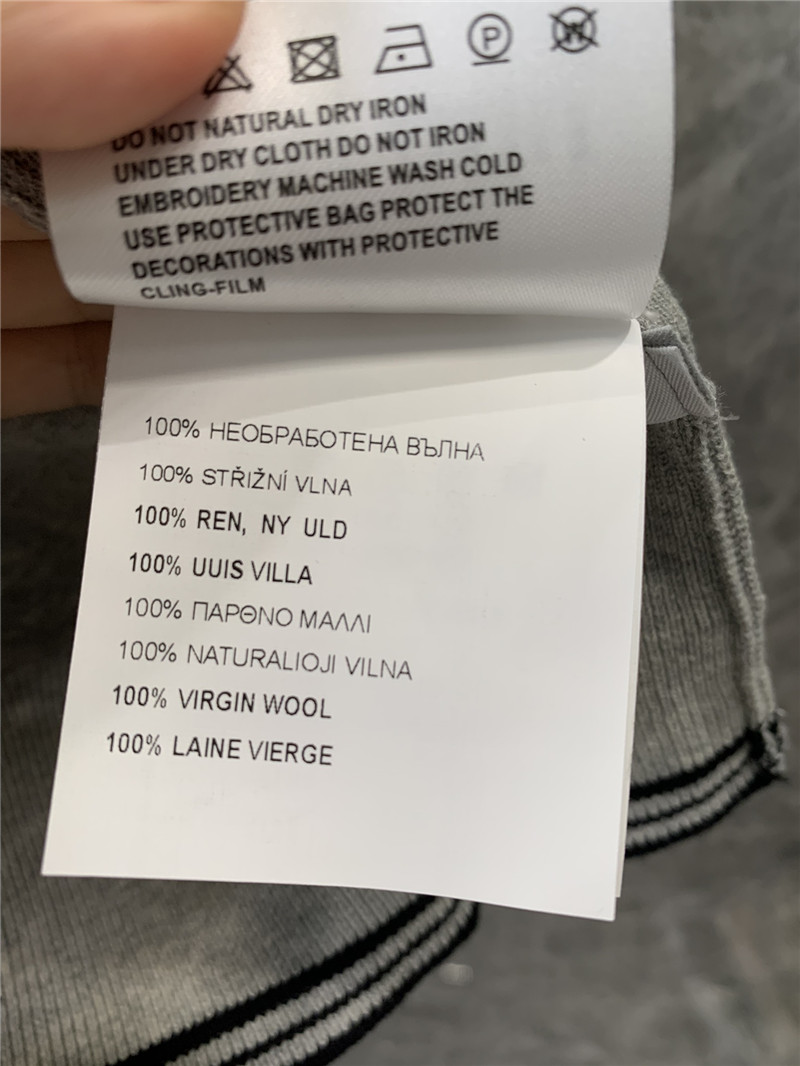 P
W
DO NOT NATURAL DRY IRON
UNDER DRY CLOTH DO NOT IRON
EMBROIDERY MACHINE WASH COLD
USE PROTECTIVE BAG PROTECT THE
DECORATIONS WITH PROTECTIVE
CLING-FILM
100% НЕОБРАБОТЕНА ВЪЛНА
100% STŘIŽNÍ VLNA
100% REN, NY ULD
100% UUIS VILLA
100% ΠΑΡΘΝΟ ΜΑΛΛΙ
100% NATURALIOJI VILNA
100% VIRGIN WOOL
100% LAINE VIERGE